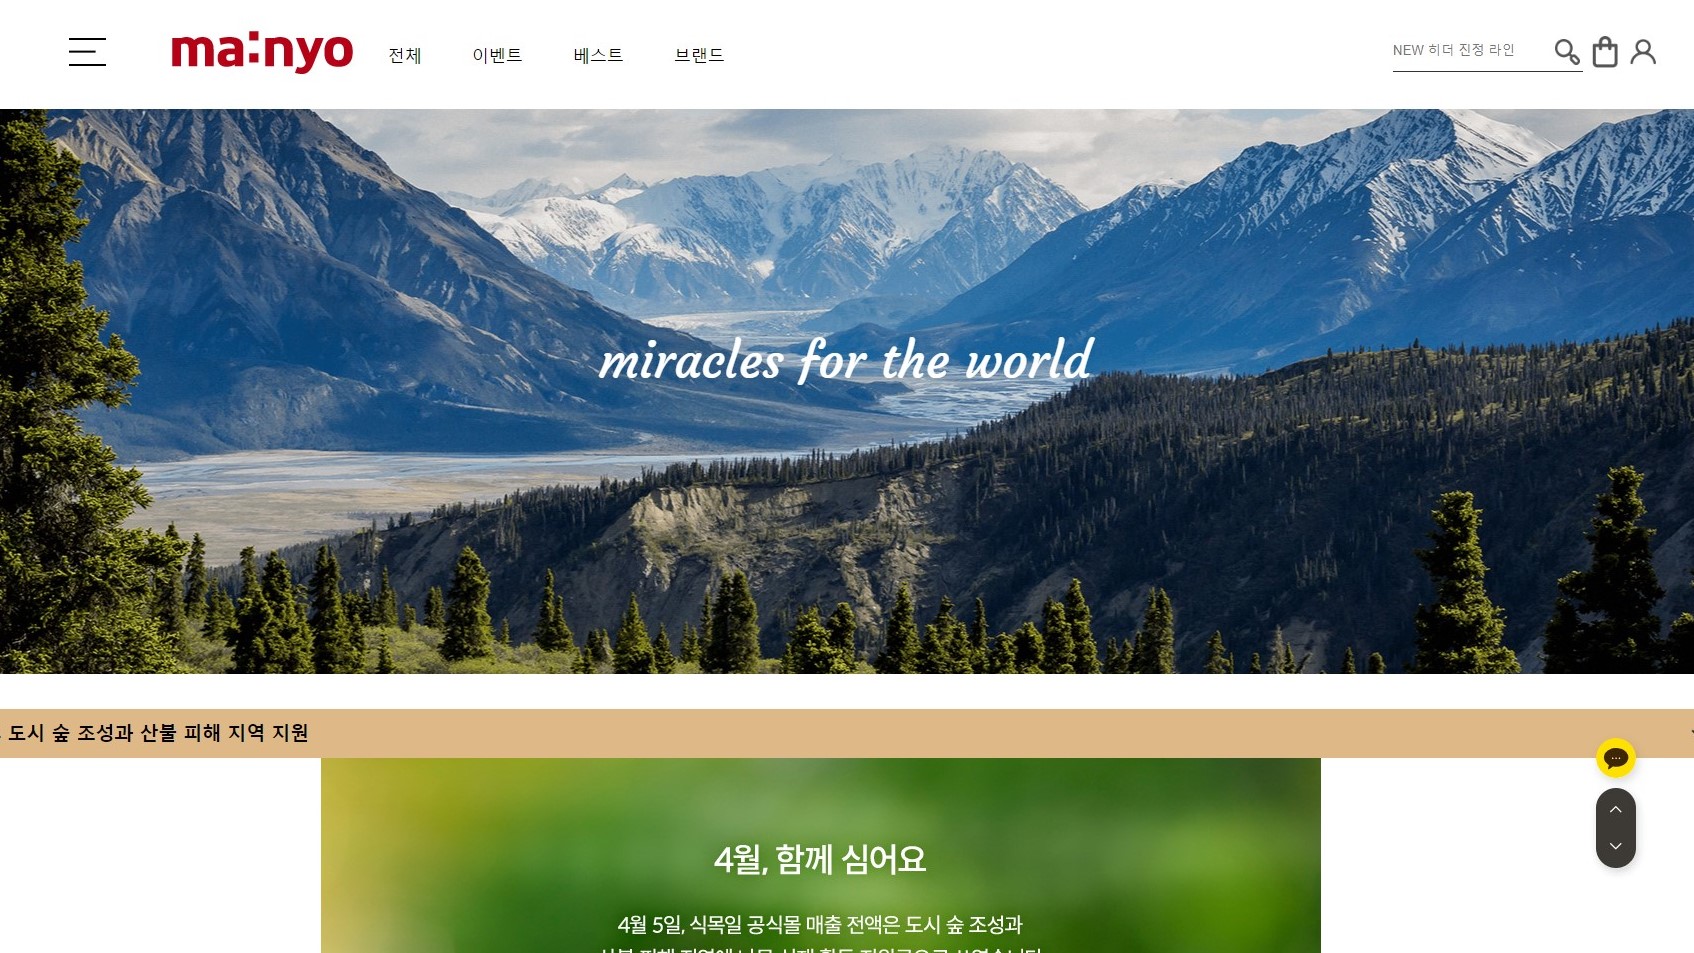 ma:nyo
전체
이벤트
베스트
브랜드
NEW 히더 진정 라인
miracles for the world
도시 숲 조성과 산불 피해 지역 지원
4월, 함께 심어요
4월 5일, 식목일 공식몰 매출 전액은 도시 숲 조성과